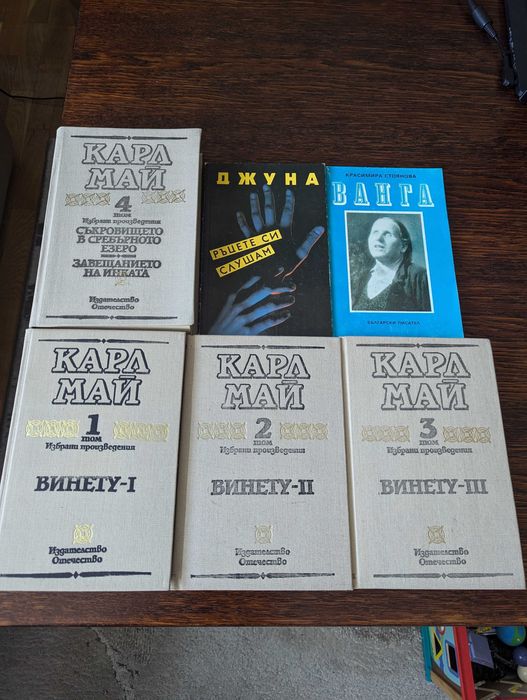 КАРЛ
МАЙ
4
том
Избрани произведения
СЪКРОВИЩЕТО
В СРЕБЪРНОТО
ЕЗЕРО
ЗАВЕЩАНИЕТО
НА ИНКАТА
Издателство
Отечество
ДЖУНА
РЪЦЕТЕ СИ
СЛУШАМ
КРАСИМИРА СТОЯНОВА
ВАНГА
БЪЛГАРСКИ ПИСАТЕЛ
КАРЛ
МАЙ
1
том
Избрани произведения
ВИНЕТУ-I
Издателство
Отечество
КАРЛ
МАЙ
2
том
Избрани произведения
ВИНЕТУ-II
Издателство
Отечество
КАРЛ
МАЙ
3
том
Избрани произведения
ВИНЕТУ-III
Издателство
Отечество